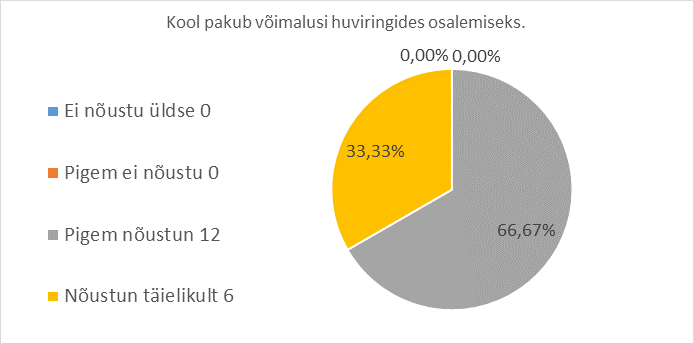 Kool pakub võimalusi huviringides osalemiseks.
0,00% 0,00%
Ei nõustu üldse 0
33,33%
Pigem ei nõustu 0
Pigem nõustun 12
66,67%
Nõustun täielikult 6